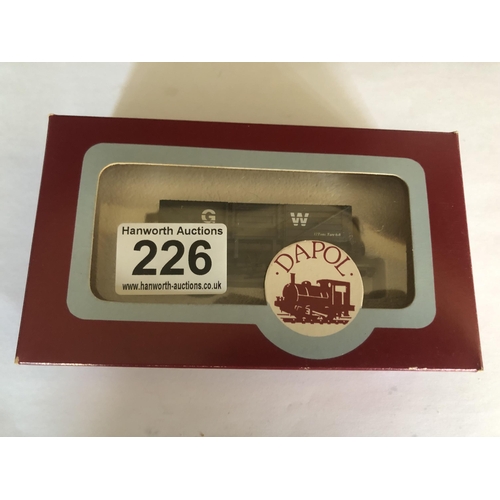 G W
Hanworth Auctions
226
www.hanworth-auctions.co.uk
· DAPOL ·